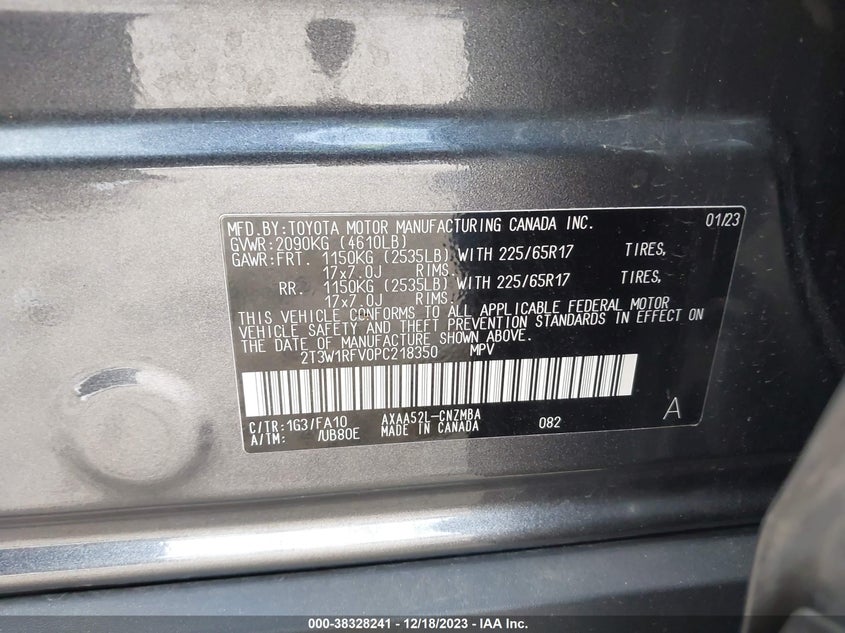 MFD.BY:TOYOTA MOTOR MANUFACTURING CANADA INC. 01/23
GVWR:2090KG (4610LB)
GAWR:FRT. 1150KG (2535LB) WITH 225/65R17 TIRES,
17x7.0J RIMS,
RR. 1150KG (2535LB) WITH 225/65R17 TIRES,
17x7.0J RIMS,
THIS VEHICLE CONFORMS TO ALL APPLICABLE FEDERAL MOTOR
VEHICLE SAFETY AND THEFT PREVENTION STANDARDS IN EFFECT ON
THE DATE OF MANUFACTURE SHOWN ABOVE.
2T3W1RFV0PC218350 MPV
C/TR:1G3/FA10 AXAA52L-CNZMBA 082 A
A/TM: /UB80E MADE IN CANADA
000-38328241 - 12/18/2023 - IAA Inc.